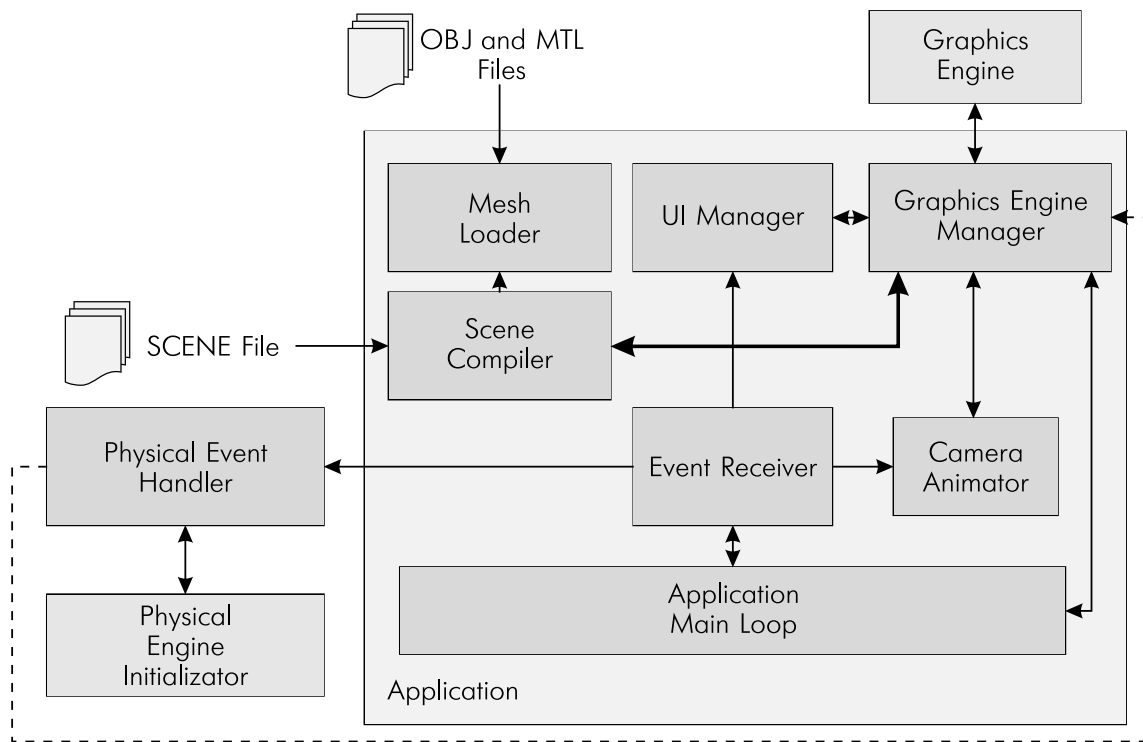 OBJ and MTL
Files
Graphics
Engine
Mesh
Loader
UI Manager
Graphics Engine
Manager
SCENE File
Scene
Compiler
Physical Event
Handler
Event Receiver
Camera
Animator
Physical
Engine
Initializator
Application
Main Loop
Application